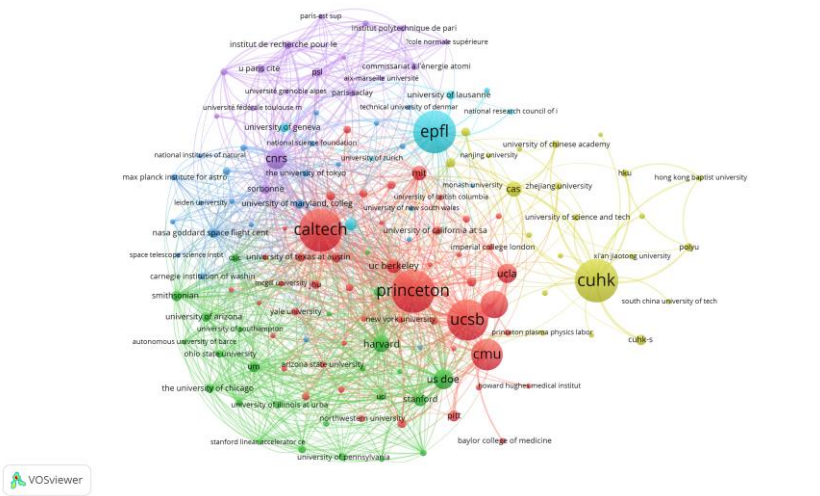 paris-est sup
institut polytechnique de pari
?cole normale supérieure
institut de recherche pour le
commissariat à l'énergie atomi
u paris cité
psl
aix-marseille université
université grenoble alpes
paris-saclay
university of lausanne
université fédérale toulouse m
technical university of denmar
national research council of i
university of geneva
epfl
national science foundation
university of chinese academy
national institutes of natural
cnrs
university of zurich
nanjing university
max planck institute for astro
the university of tokyo
mit
hku
hong kong baptist university
sorbonne
monash university
cas
zhejiang university
leiden university
university of maryland, colleg
university of british columbia
university of new south wales
university of science and tech
nasa goddard space flight cent
caltech
university of california at sa
imperial college london
polyu
space telescope science instit
university of texas at austin
xi'an jiaotong university
carnegie institution of washin
uc berkeley
ucla
cuhk
smithsonian
jhu
princeton
south china university of tech
university of arizona
yale university
new york university
ucsb
university of southampton
princeton plasma physics labor
autonomous university of barce
harvard
cuhk-s
ohio state university
cmu
um
arizona state university
us doe
the university of chicago
howard hughes medical institut
up
stanford
university of illinois at urba
northwestern university
pitt
stanford linear accelerator ce
baylor college of medicine
university of pennsylvania
VOSviewer